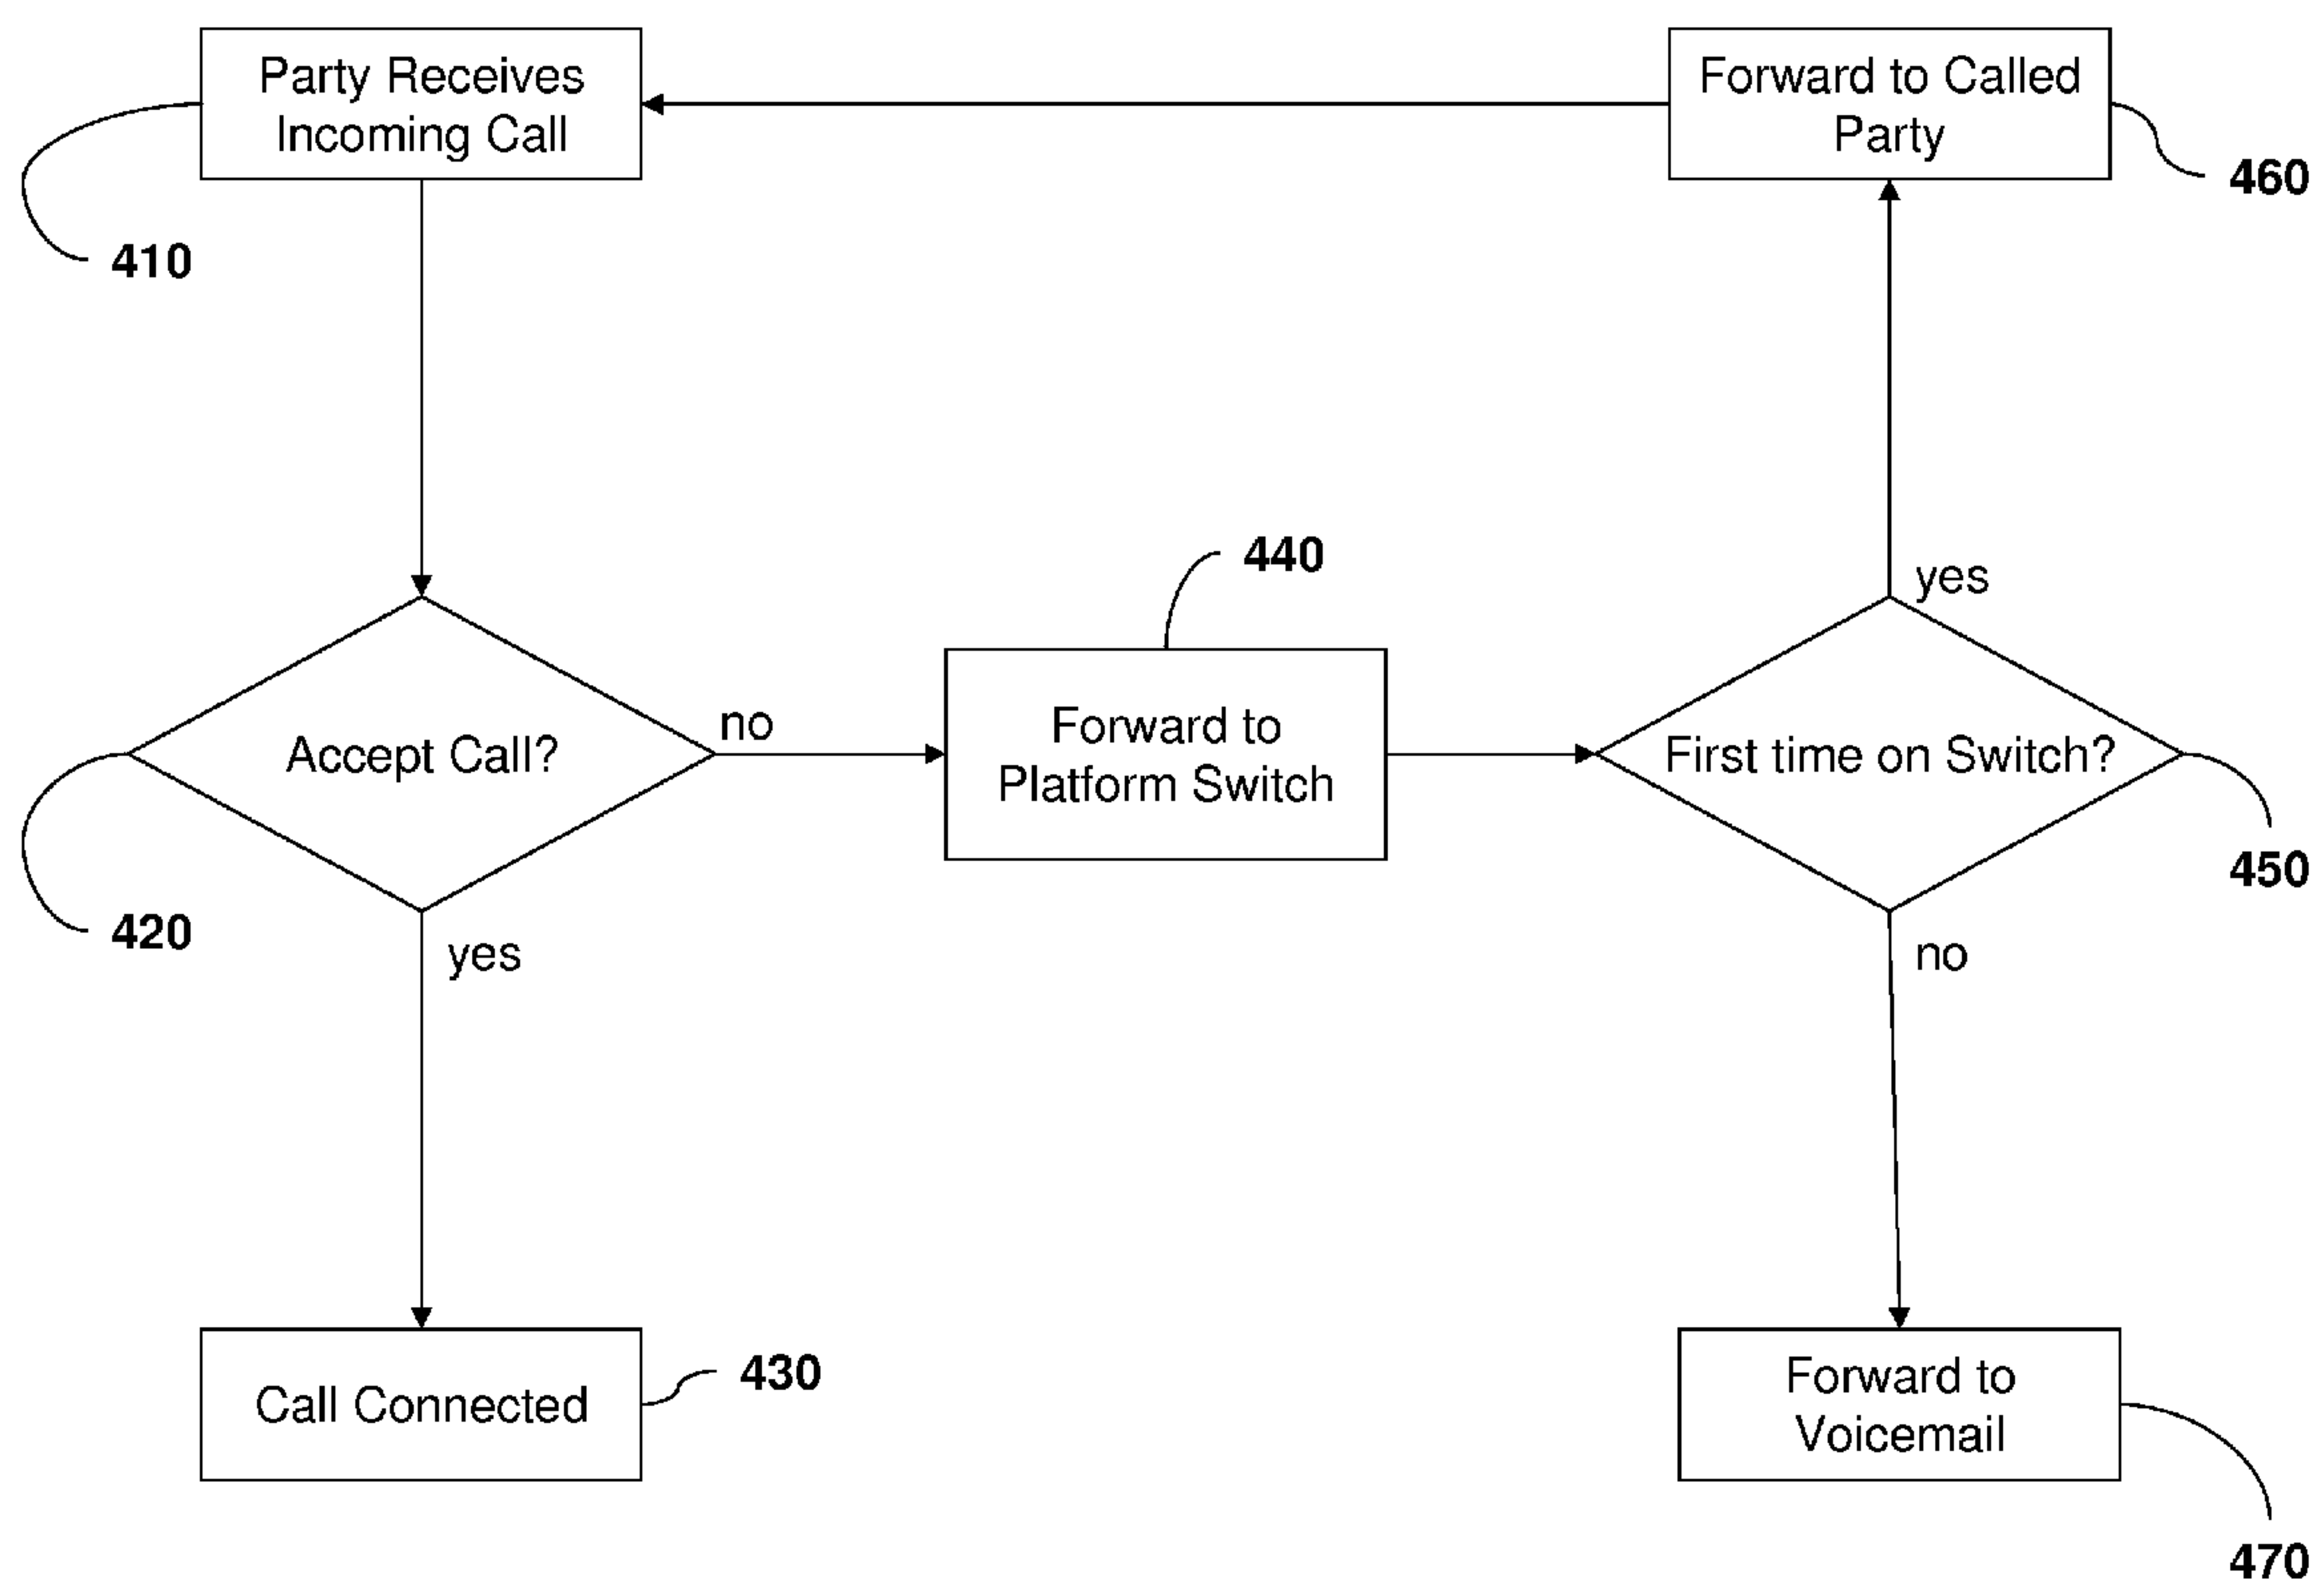 Party Receives
Incoming Call
410
Forward to Called
Party
460
440
yes
Accept Call?
no
Forward to
Platform Switch
First time on Switch?
450
420
yes
no
Call Connected
430
Forward to
Voicemail
470